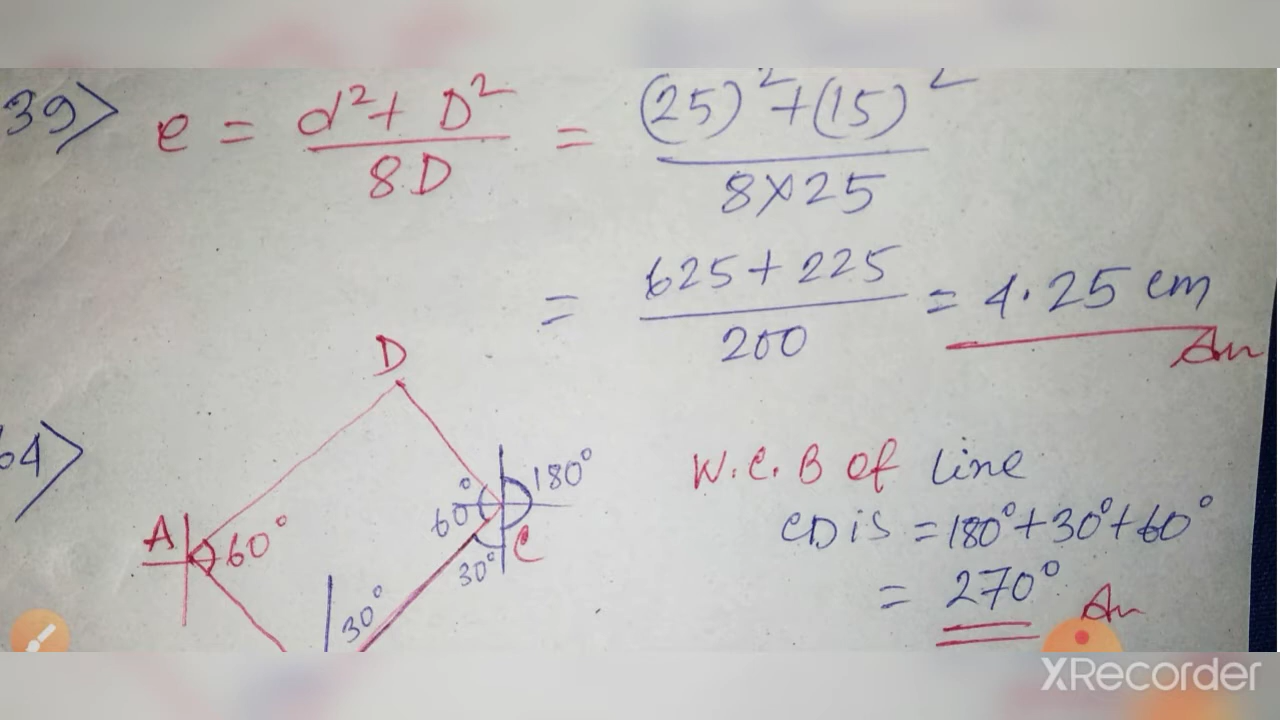 39> e = d²+ D² / 8D = (25)²+(15)² / 8×25
= 625+225 / 200 = 4.25 cm
An
64>
D
A 60°
60° 180°
30° C
30°
W.C.B of line
CD is = 180°+30°+60°
= 270° An
XRecorder